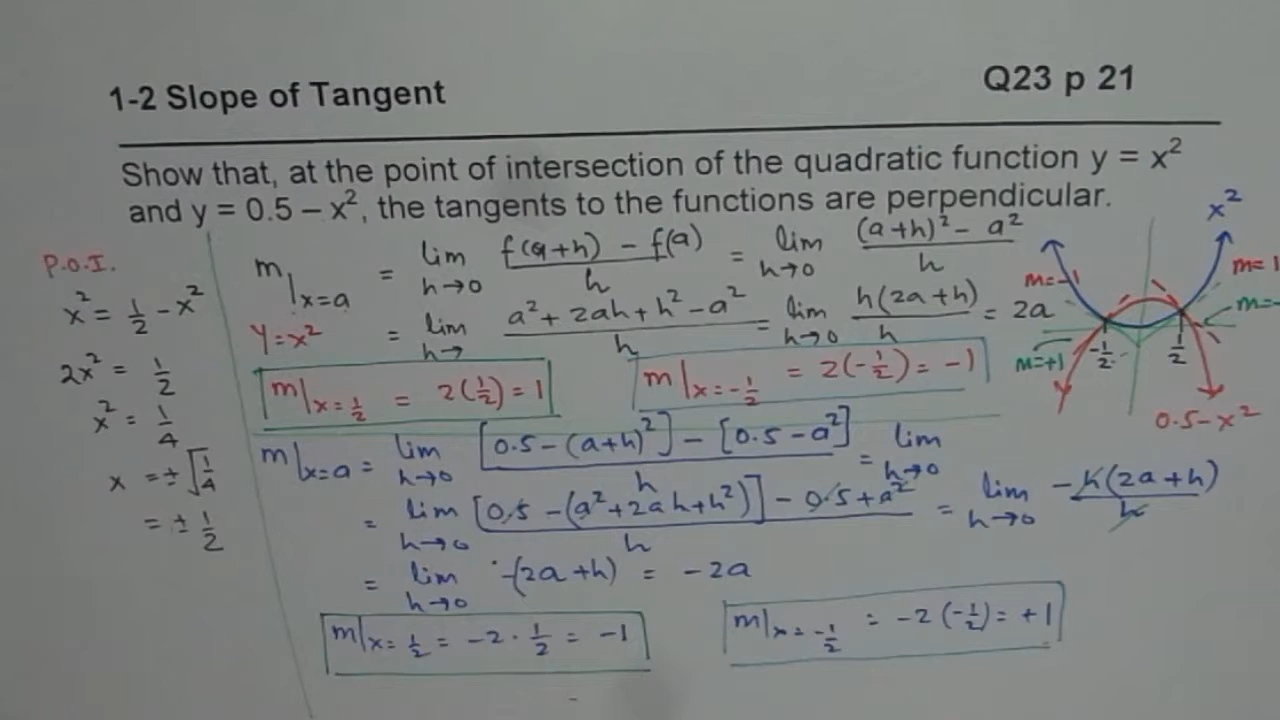 1-2 Slope of Tangent
Q23 p 21
Show that, at the point of intersection of the quadratic function y = x²
and y = 0.5 – x², the tangents to the functions are perpendicular.
P.O.I.
x² = 1/2 - x²
2x² = 1/2
x² = 1/4
x = ±√(1/4)
= ± 1/2
m|x=a = lim h→0 (f(a+h) - f(a))/h = lim h→0 ((a+h)² - a²)/h
y=x² = lim h→ (a² + 2ah + h² - a²)/h = lim h→0 h(2a+h)/h = 2a
m|x=1/2 = 2(1/2) = 1
m|x=-1/2 = 2(-1/2) = -1
m|x=a = lim h→0 ([0.5-(a+h)²] - [0.5-a²])/h = lim h→0
= lim h→0 ([0.5-(a²+2ah+h²)] - 0.5+a²)/h = lim h→0 -h(2a+h)/h
= lim h→0 -(2a+h) = -2a
m|x=1/2 = -2 · 1/2 = -1
m|x=-1/2 = -2(-1/2) = +1
x²
m=-1
m=1
m=-
m=+1
-1/2
1/2
0.5-x²